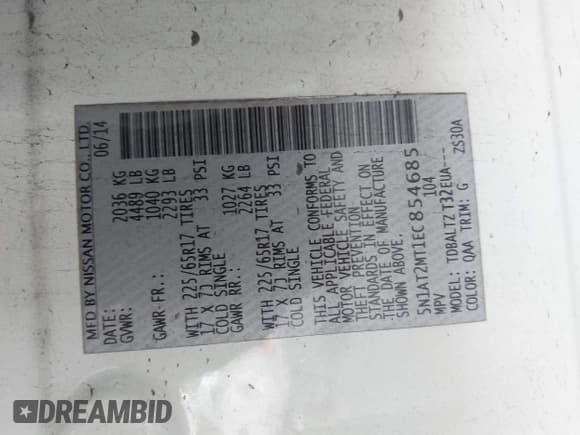 MFD BY NISSAN MOTOR CO., LTD.
DATE: 06/14
GVWR: 2036 KG
4489 LB
GAWR-FR.: 1040 KG
2293 LB
WITH 225/65R17 TIRES
17 X 7J RIMS AT 33 PSI
COLD SINGLE
GAWR RR.: 1027 KG
2264 LB
WITH 225/65R17 TIRES
17 X 7J RIMS AT 33 PSI
COLD SINGLE
THIS VEHICLE CONFORMS TO
ALL APPLICABLE FEDERAL
MOTOR VEHICLE SAFETY AND
THEFT PREVENTION
STANDARDS IN EFFECT ON
THE DATE OF MANUFACTURE
SHOWN ABOVE.
5N1AT2MT1EC854685
MPV 104
MODEL: TDBALTZ T32EUA---
COLOR: QAA TRIM: G ZS30A
DREAMBID